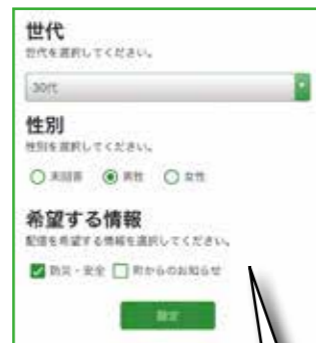 世代
世代を選択してください。
30代
性別
性別を選択してください。
未回答 男性 女性
希望する情報
配信を希望する情報を選択してください。
防災・安全 町からのお知らせ
設定